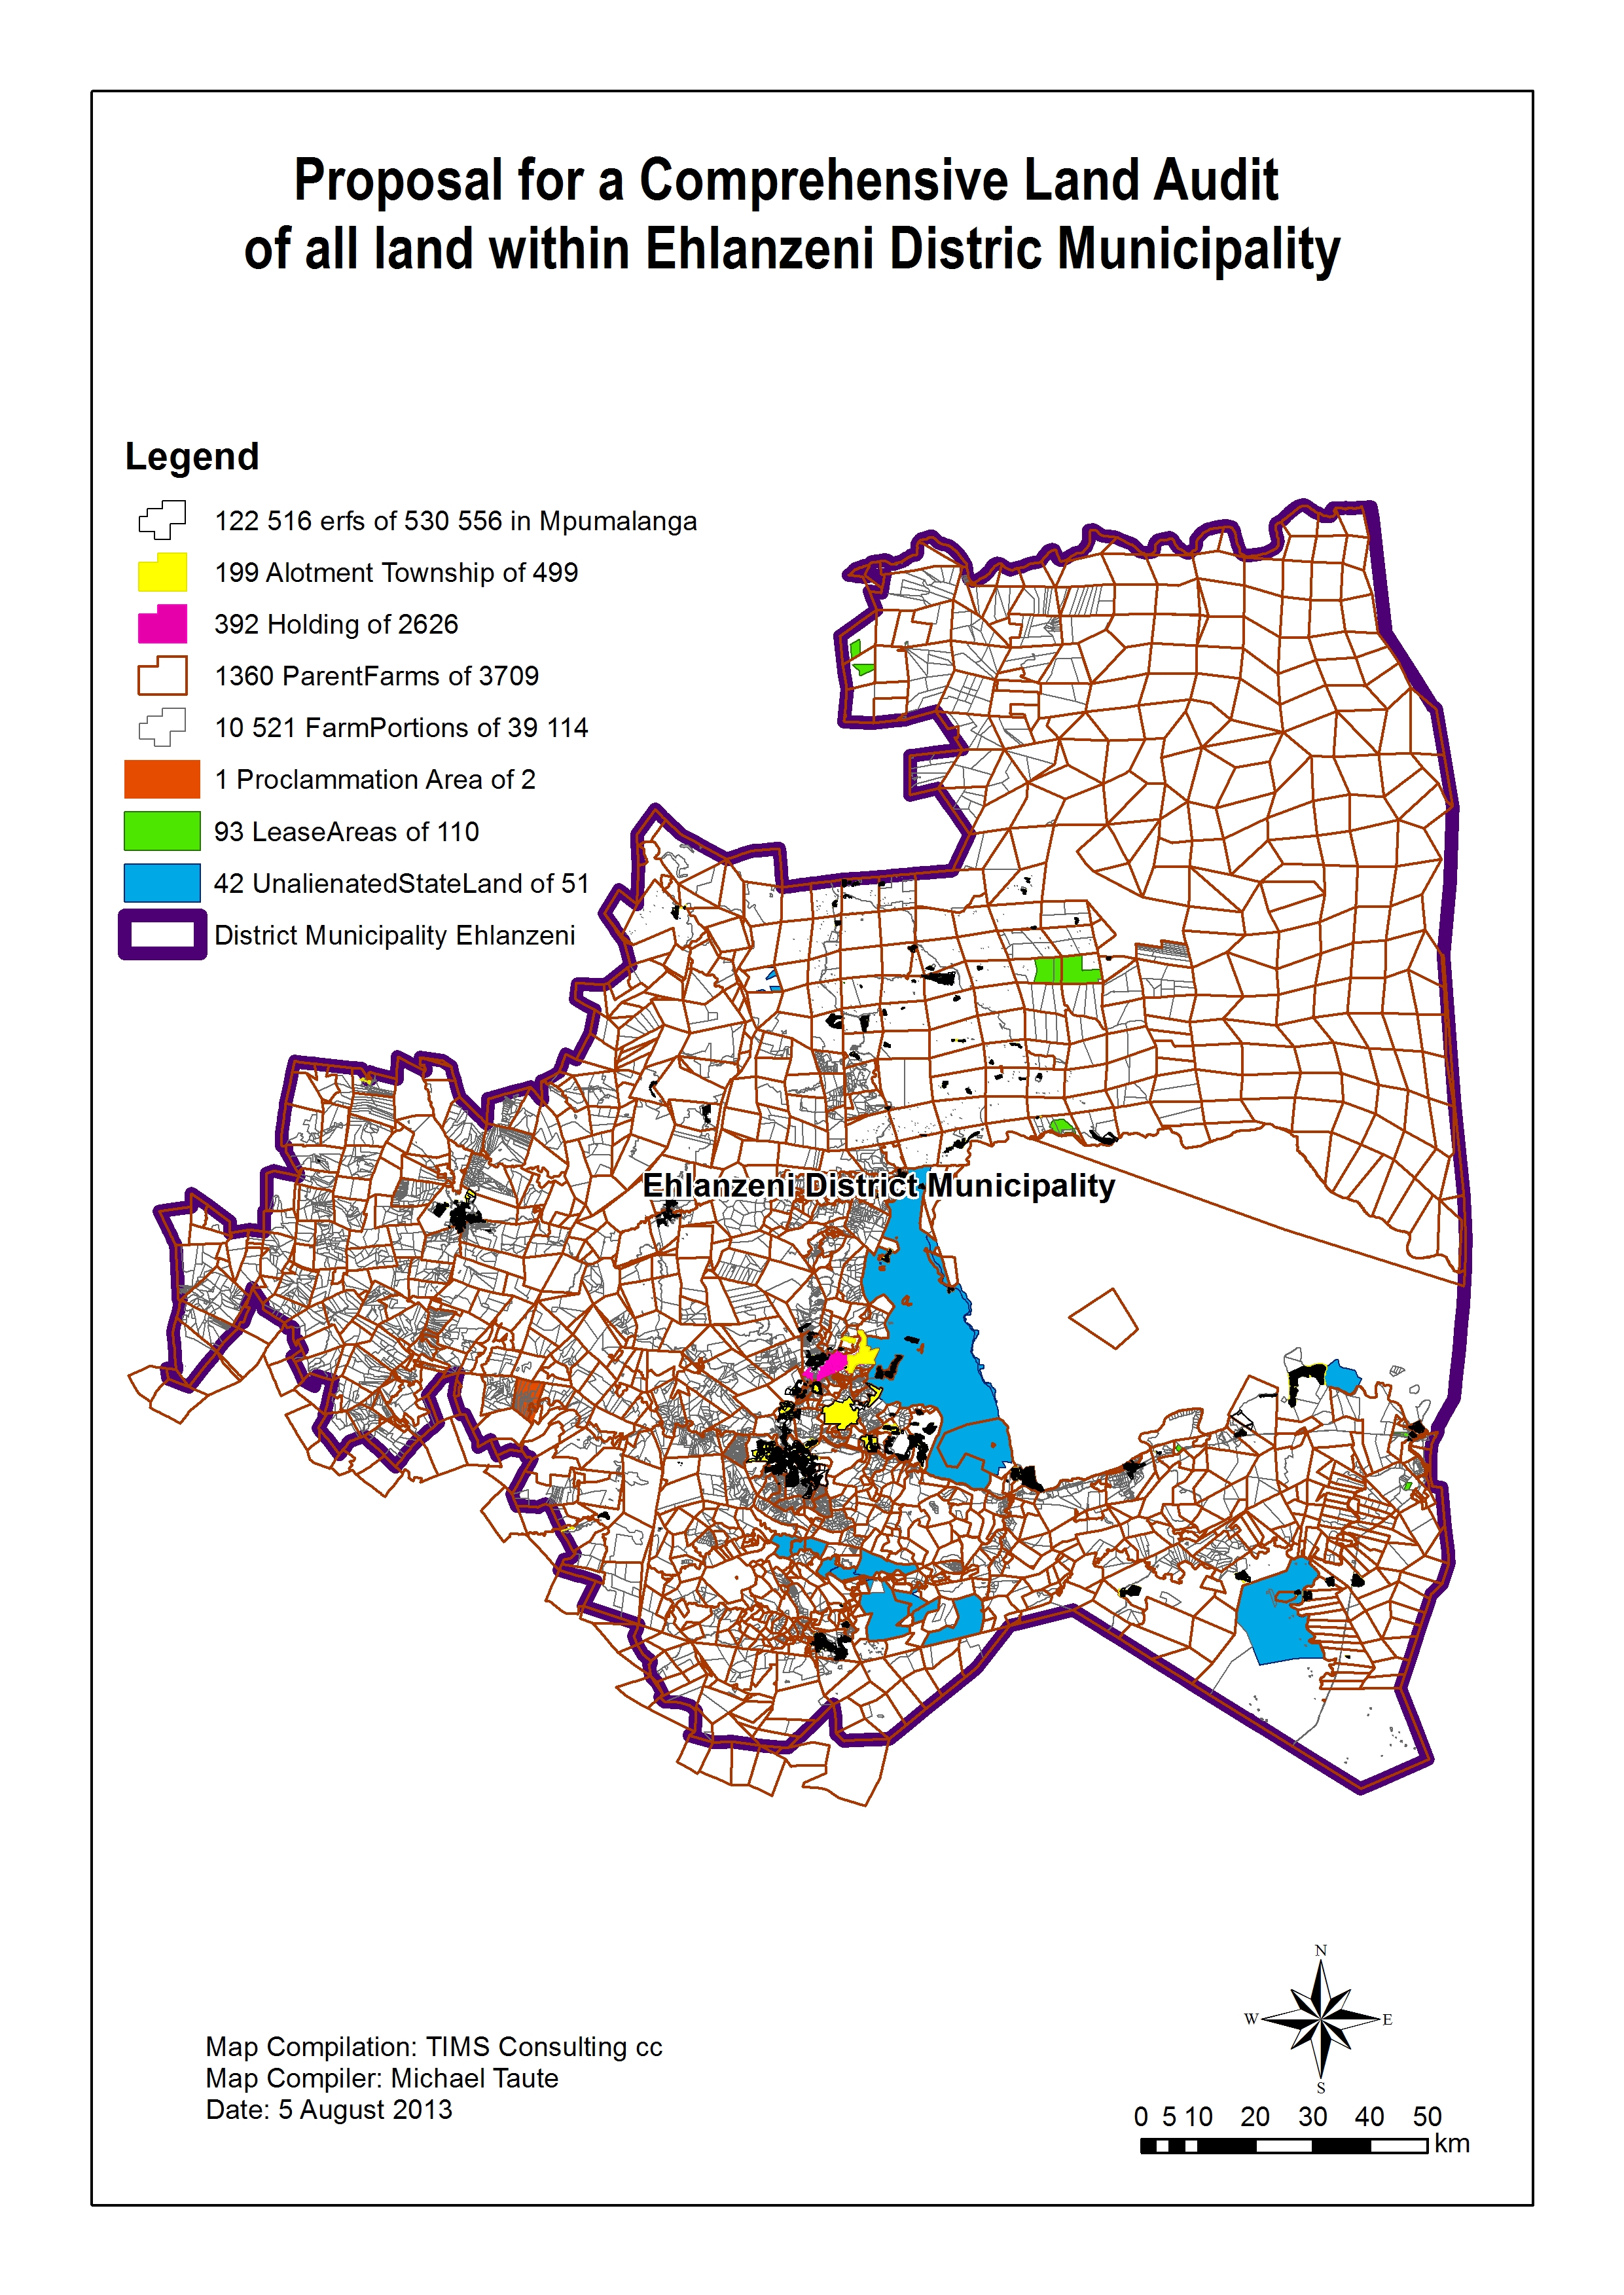 Proposal for a Comprehensive Land Audit
of all land within Ehlanzeni Distric Municipality
Legend
122 516 erfs of 530 556 in Mpumalanga
199 Alotment Township of 499
392 Holding of 2626
1360 ParentFarms of 3709
10 521 FarmPortions of 39 114
1 Proclammation Area of 2
93 LeaseAreas of 110
42 UnalienatedStateLand of 51
District Municipality Ehlanzeni
Ehlanzeni District Municipality
N
W E
S
Map Compilation: TIMS Consulting cc
Map Compiler: Michael Taute
Date: 5 August 2013
0 5 10 20 30 40 50
km